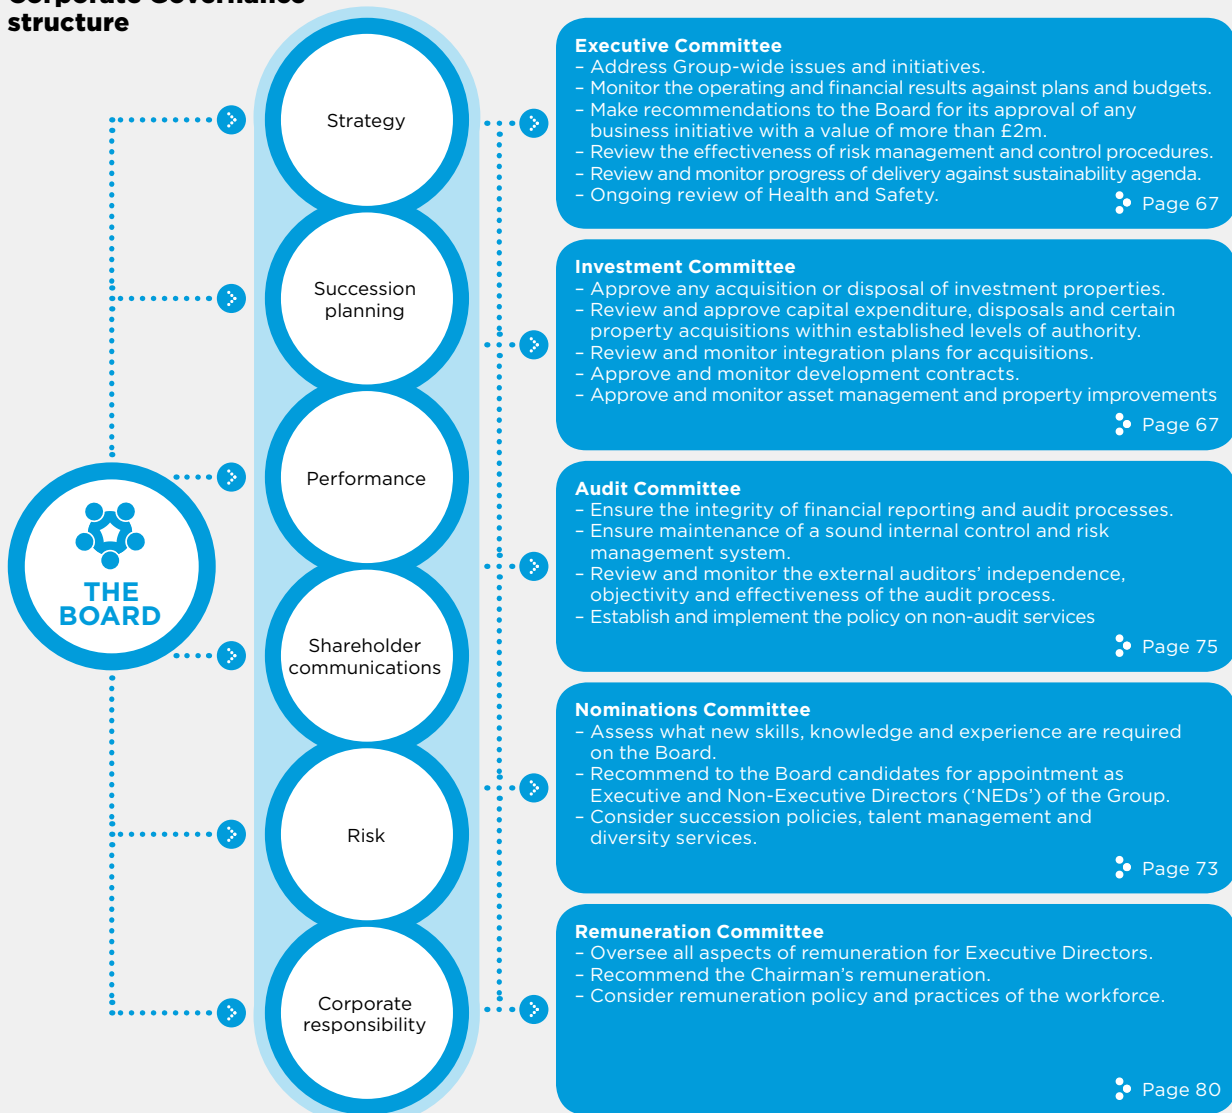 Corporate Governance
structure
THE
BOARD
Strategy
Succession
planning
Performance
Shareholder
communications
Risk
Corporate
responsibility
Executive Committee
– Address Group-wide issues and initiatives.
– Monitor the operating and financial results against plans and budgets.
– Make recommendations to the Board for its approval of any
business initiative with a value of more than £2m.
– Review the effectiveness of risk management and control procedures.
– Review and monitor progress of delivery against sustainability agenda.
– Ongoing review of Health and Safety.
Page 67
Investment Committee
– Approve any acquisition or disposal of investment properties.
– Review and approve capital expenditure, disposals and certain
property acquisitions within established levels of authority.
– Review and monitor integration plans for acquisitions.
– Approve and monitor development contracts.
– Approve and monitor asset management and property improvements
Page 67
Audit Committee
– Ensure the integrity of financial reporting and audit processes.
– Ensure maintenance of a sound internal control and risk
management system.
– Review and monitor the external auditors’ independence,
objectivity and effectiveness of the audit process.
– Establish and implement the policy on non-audit services
Page 75
Nominations Committee
– Assess what new skills, knowledge and experience are required
on the Board.
– Recommend to the Board candidates for appointment as
Executive and Non-Executive Directors (‘NEDs’) of the Group.
– Consider succession policies, talent management and
diversity services.
Page 73
Remuneration Committee
– Oversee all aspects of remuneration for Executive Directors.
– Recommend the Chairman’s remuneration.
– Consider remuneration policy and practices of the workforce.
Page 80